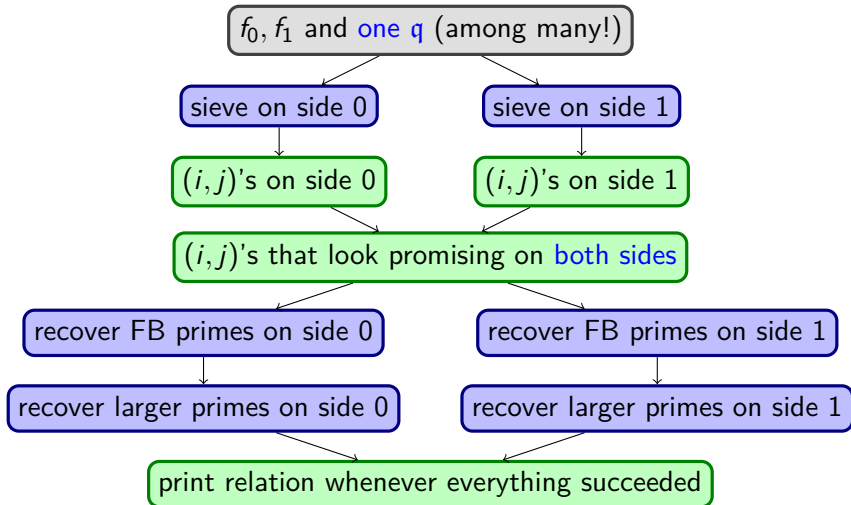 f₀, f₁ and one 𝔮 (among many!)
sieve on side 0
sieve on side 1
(i, j)'s on side 0
(i, j)'s on side 1
(i, j)'s that look promising on both sides
recover FB primes on side 0
recover FB primes on side 1
recover larger primes on side 0
recover larger primes on side 1
print relation whenever everything succeeded